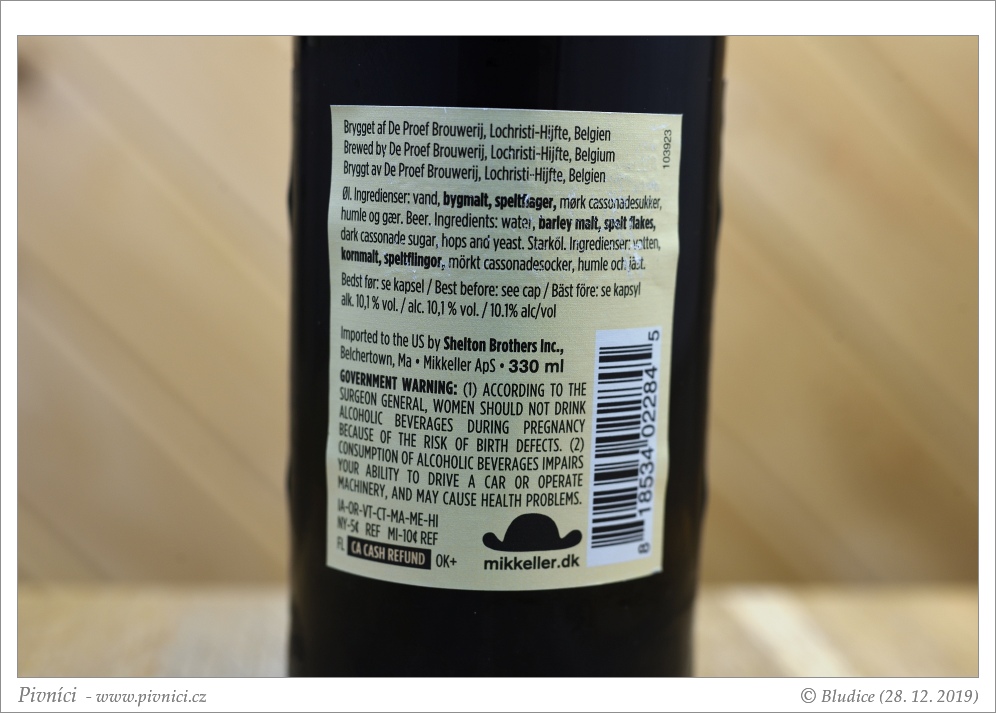 Brygget af De Proef Brouwerij, Lochristi-Hijfte, Belgien
Brewed by De Proef Brouwerij, Lochristi-Hijfte, Belgium
Bryggt av De Proef Brouwerij, Lochristi-Hijfte, Belgien
103923
Øl. Ingredienser: vand, bygmalt, speltflager, mørk cassonadesukker,
humle og gær. Beer. Ingredients: water, barley malt, spelt flakes,
dark cassonade sugar, hops and yeast. Starköl. Ingredienser: vatten,
kornmalt, speltflingor, mörkt cassonadesocker, humle och jäst.
Bedst før: se kapsel / Best before: see cap / Bäst före: se kapsyl
alk. 10,1 % vol. / alc. 10,1 % vol. / 10.1% alc/vol
Imported to the US by Shelton Brothers Inc.,
Belchertown, Ma • Mikkeller ApS • 330 ml
GOVERNMENT WARNING: (1) ACCORDING TO THE
SURGEON GENERAL, WOMEN SHOULD NOT DRINK
ALCOHOLIC BEVERAGES DURING PREGNANCY
BECAUSE OF THE RISK OF BIRTH DEFECTS. (2)
CONSUMPTION OF ALCOHOLIC BEVERAGES IMPAIRS
YOUR ABILITY TO DRIVE A CAR OR OPERATE
MACHINERY, AND MAY CAUSE HEALTH PROBLEMS.
IA-OR-VT-CT-MA-ME-HI
NY-5¢ REF MI-10¢ REF
FL CA CASH REFUND OK+
mikkeller.dk
8 18534 02284 5
Pivníci - www.pivnici.cz
© Bludice (28. 12. 2019)